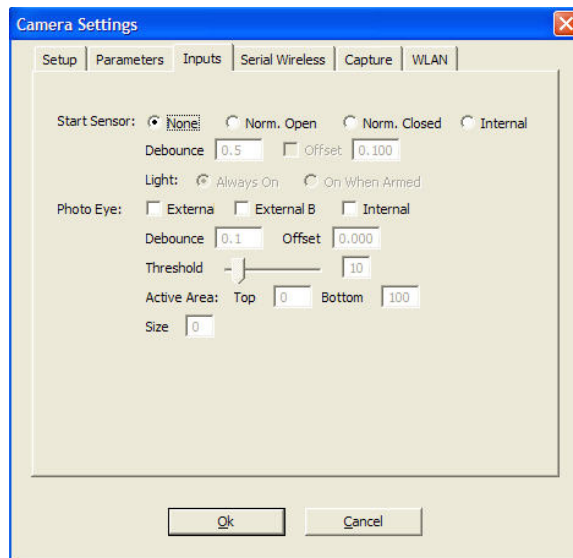 Camera Settings
Setup Parameters Inputs Serial Wireless Capture WLAN
Start Sensor: None Norm. Open Norm. Closed Internal
Debounce 0.5 Offset 0.100
Light: Always On On When Armed
Photo Eye: Externa External B Internal
Debounce 0.1 Offset 0.000
Threshold 10
Active Area: Top 0 Bottom 100
Size 0
Ok Cancel